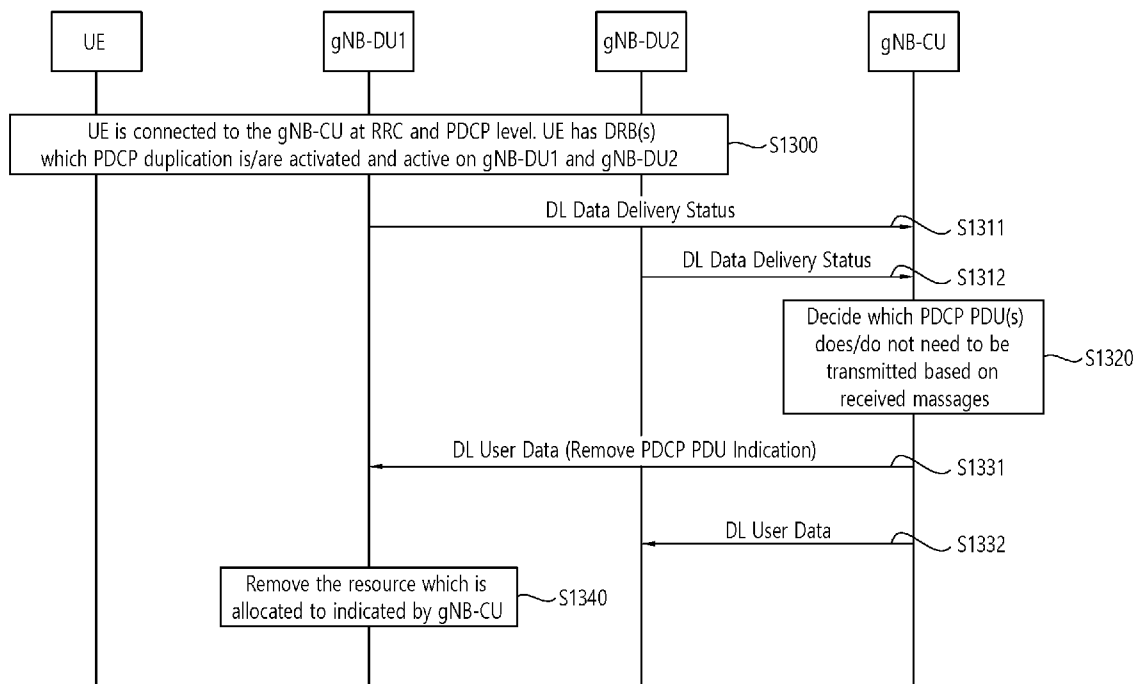 UE
gNB-DU1
gNB-DU2
gNB-CU
UE is connected to the gNB-CU at RRC and PDCP level. UE has DRB(s)
which PDCP duplication is/are activated and active on gNB-DU1 and gNB-DU2
S1300
DL Data Delivery Status
S1311
DL Data Delivery Status
S1312
Decide which PDCP PDU(s)
does/do not need to be
transmitted based on
received massages
S1320
DL User Data (Remove PDCP PDU Indication)
S1331
DL User Data
S1332
Remove the resource which is
allocated to indicated by gNB-CU
S1340